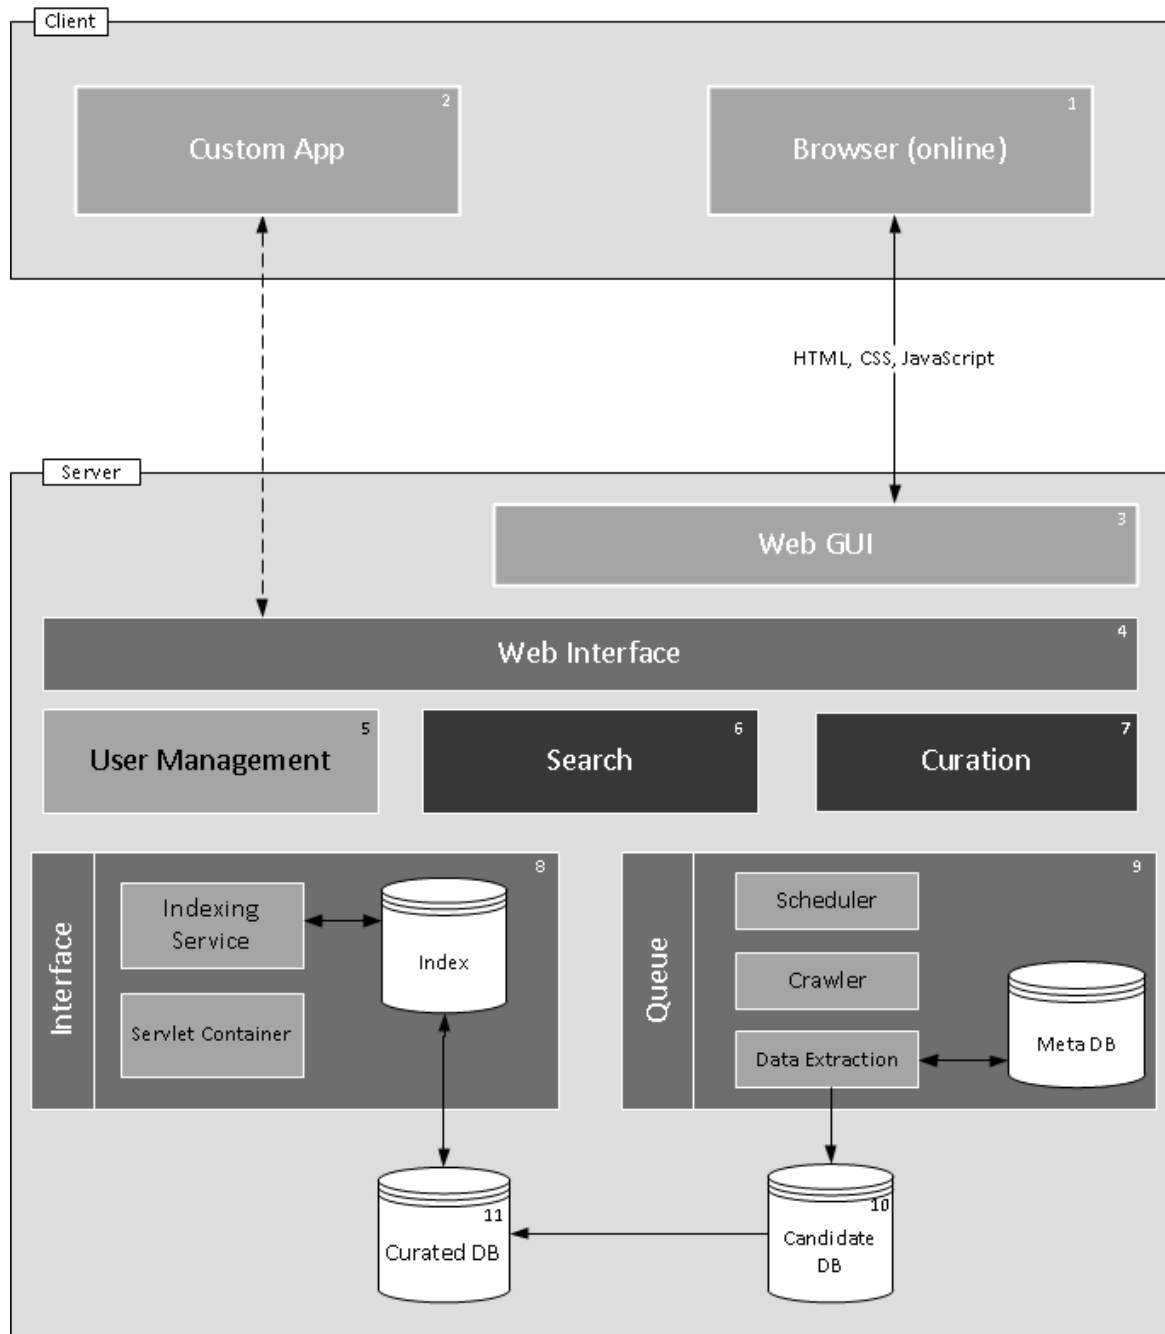 Client
2
Custom App
1
Browser (online)
HTML, CSS, JavaScript
Server
3
Web GUI
4
Web Interface
5
User Management
6
Search
7
Curation
8
Interface
Indexing
Service
Index
Servlet Container
9
Queue
Scheduler
Crawler
Data Extraction
Meta DB
11
Curated DB
10
Candidate
DB